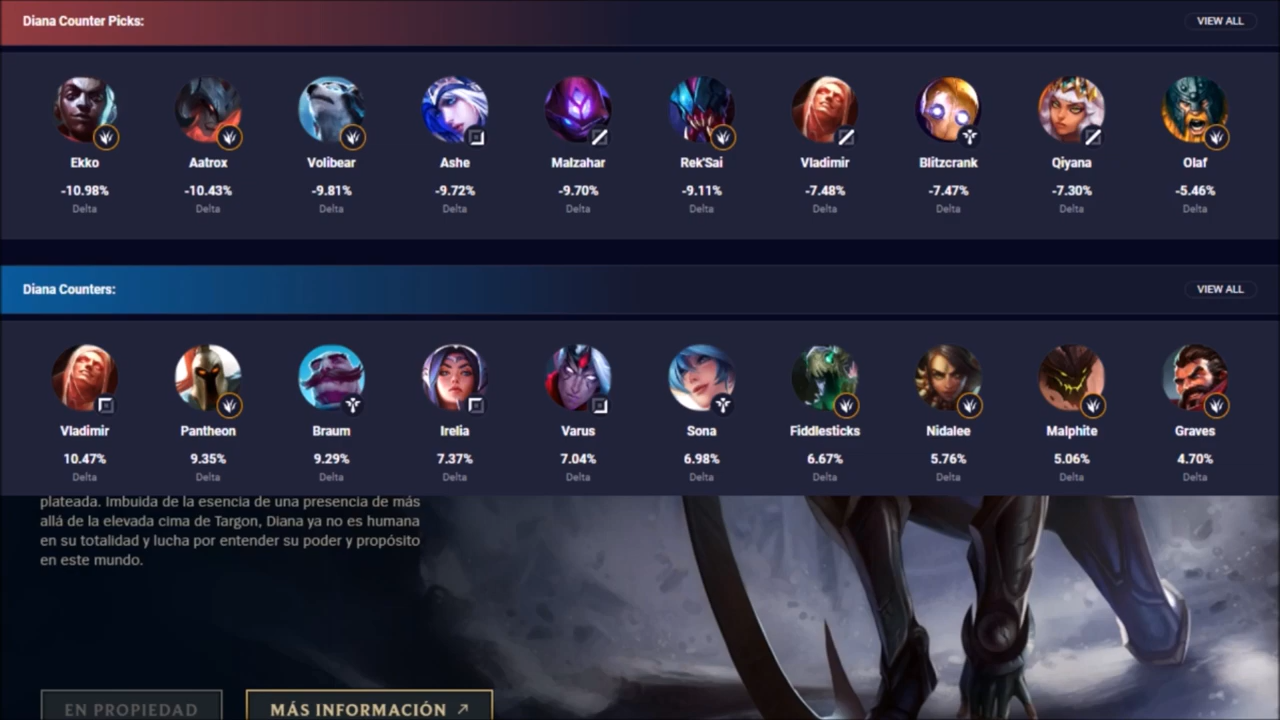 Diana Counter Picks:
VIEW ALL
Ekko Aatrox Volibear Ashe Malzahar Rek'Sai Vladimir Blitzcrank Qiyana Olaf
-10.98% -10.43% -9.81% -9.72% -9.70% -9.11% -7.48% -7.47% -7.30% -5.46%
Delta Delta Delta Delta Delta Delta Delta Delta Delta Delta
Diana Counters:
VIEW ALL
Vladimir Pantheon Braum Irelia Varus Sona Fiddlesticks Nidalee Malphite Graves
10.47% 9.35% 9.29% 7.37% 7.04% 6.98% 6.67% 5.76% 5.06% 4.70%
Delta Delta Delta Delta Delta Delta Delta Delta Delta Delta
plateada. Imbuida de la esencia de una presencia de más
allá de la elevada cima de Targon, Diana ya no es humana
en su totalidad y lucha por entender su poder y propósito
en este mundo.
EN PROPIEDAD
MÁS INFORMACIÓN